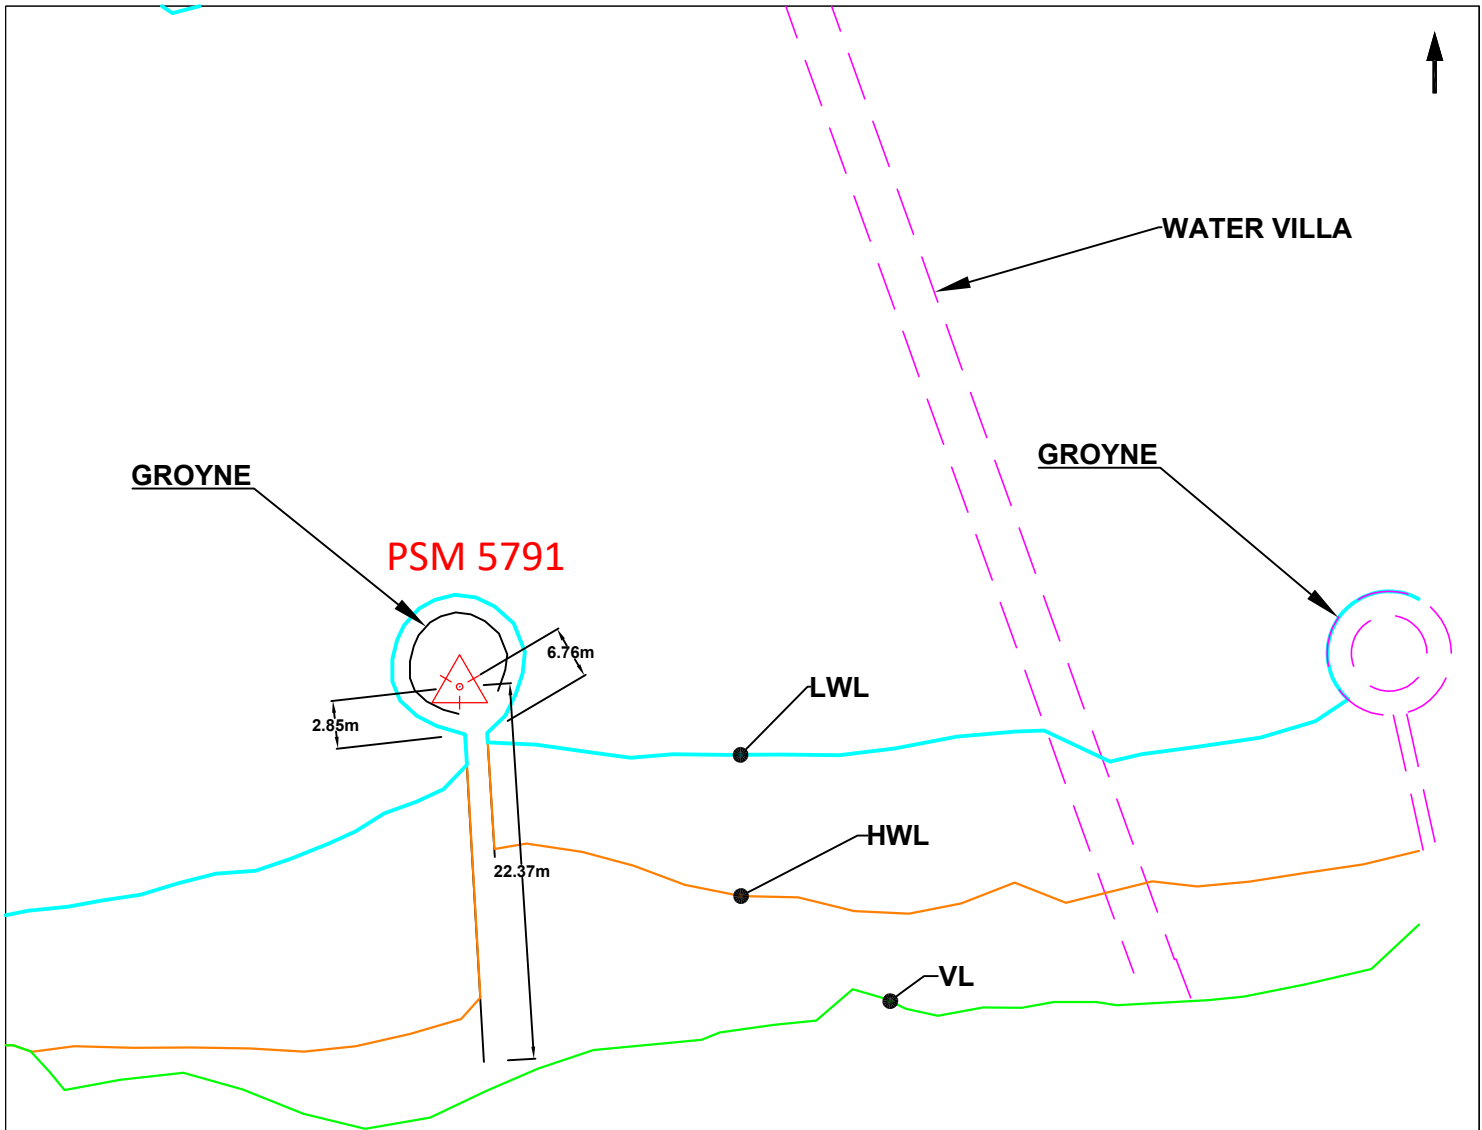 WATER VILLA
GROYNE
GROYNE
PSM 5791
6.76m
LWL
2.85m
HWL
22.37m
VL